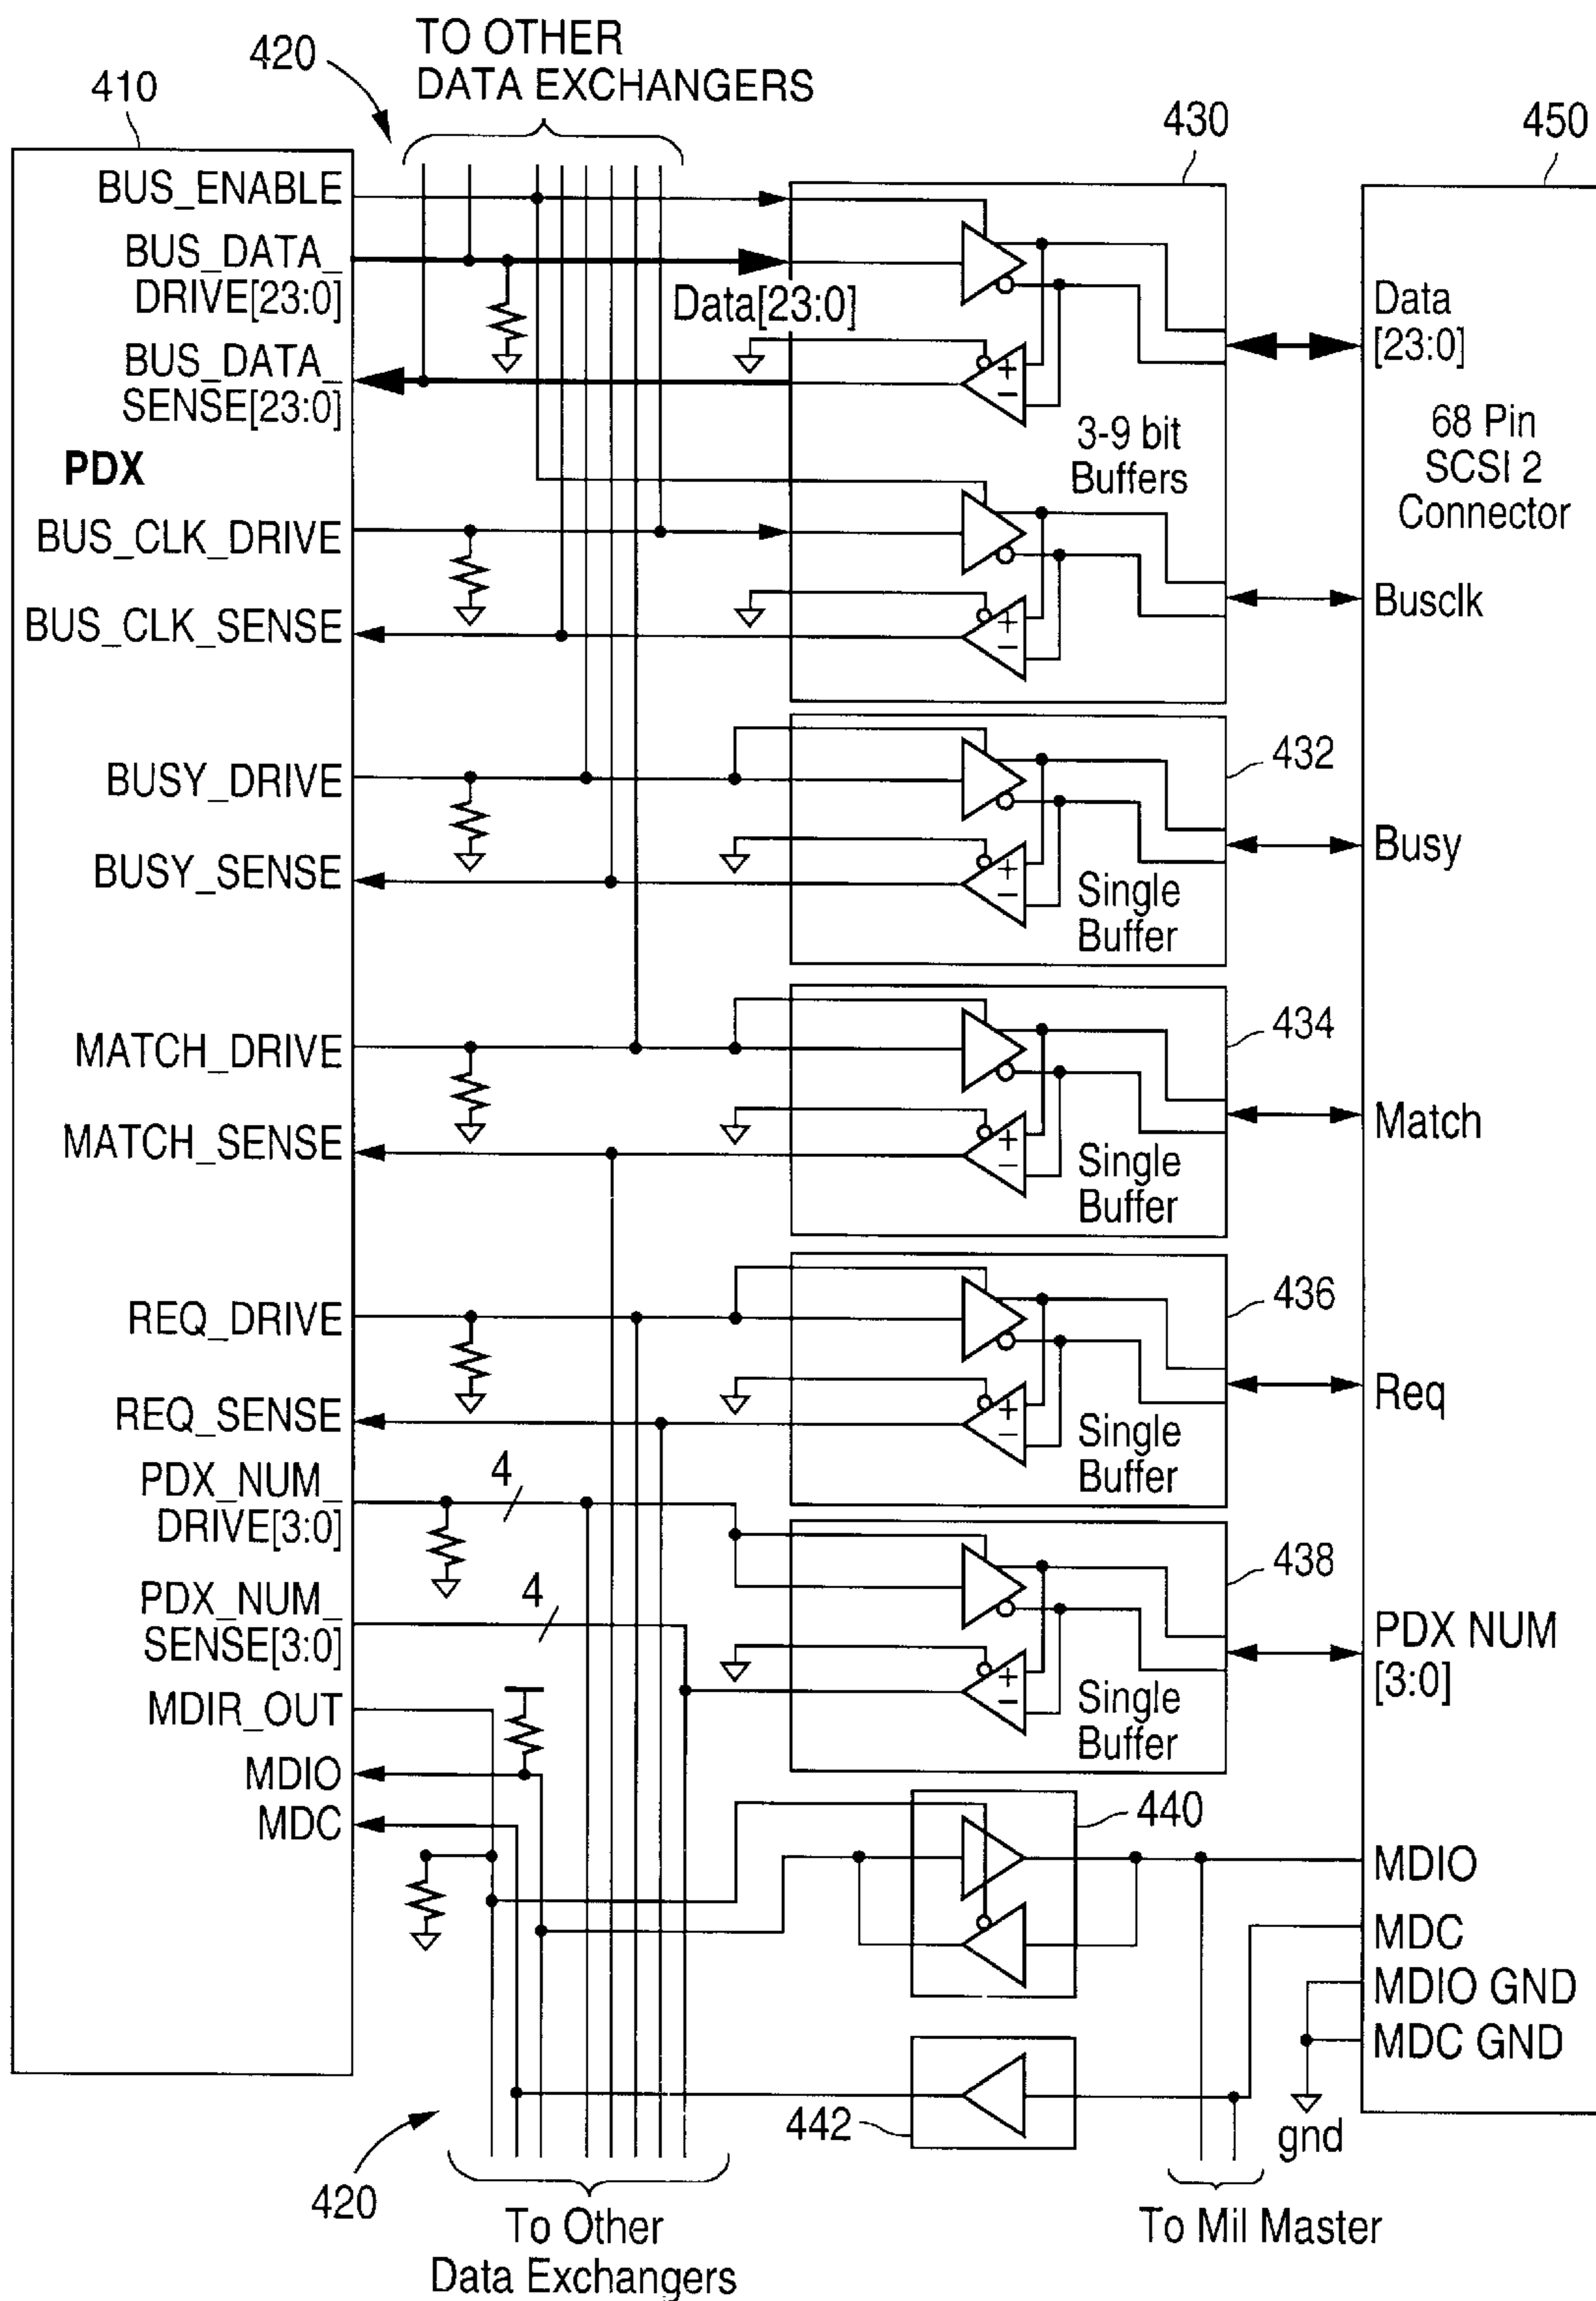 420
TO OTHER
DATA EXCHANGERS
410
430
450
BUS_ENABLE
BUS_DATA_
DRIVE[23:0]
Data[23:0]
BUS_DATA_
SENSE[23:0]
PDX
BUS_CLK_DRIVE
BUS_CLK_SENSE
+
−
3-9 bit
Buffers
+
−
Data
[23:0]
68 Pin
SCSI 2
Connector
Busclk
BUSY_DRIVE
BUSY_SENSE
432
+
−
Single
Buffer
Busy
MATCH_DRIVE
MATCH_SENSE
434
+
−
Single
Buffer
Match
REQ_DRIVE
REQ_SENSE
436
+
−
Single
Buffer
Req
PDX_NUM_
DRIVE[3:0]
4
PDX_NUM_
SENSE[3:0]
4
438
+
−
Single
Buffer
PDX NUM
[3:0]
MDIR_OUT
MDIO
MDC
440
MDIO
MDC
MDIO GND
MDC GND
442
gnd
420
To Other
Data Exchangers
To Mil Master